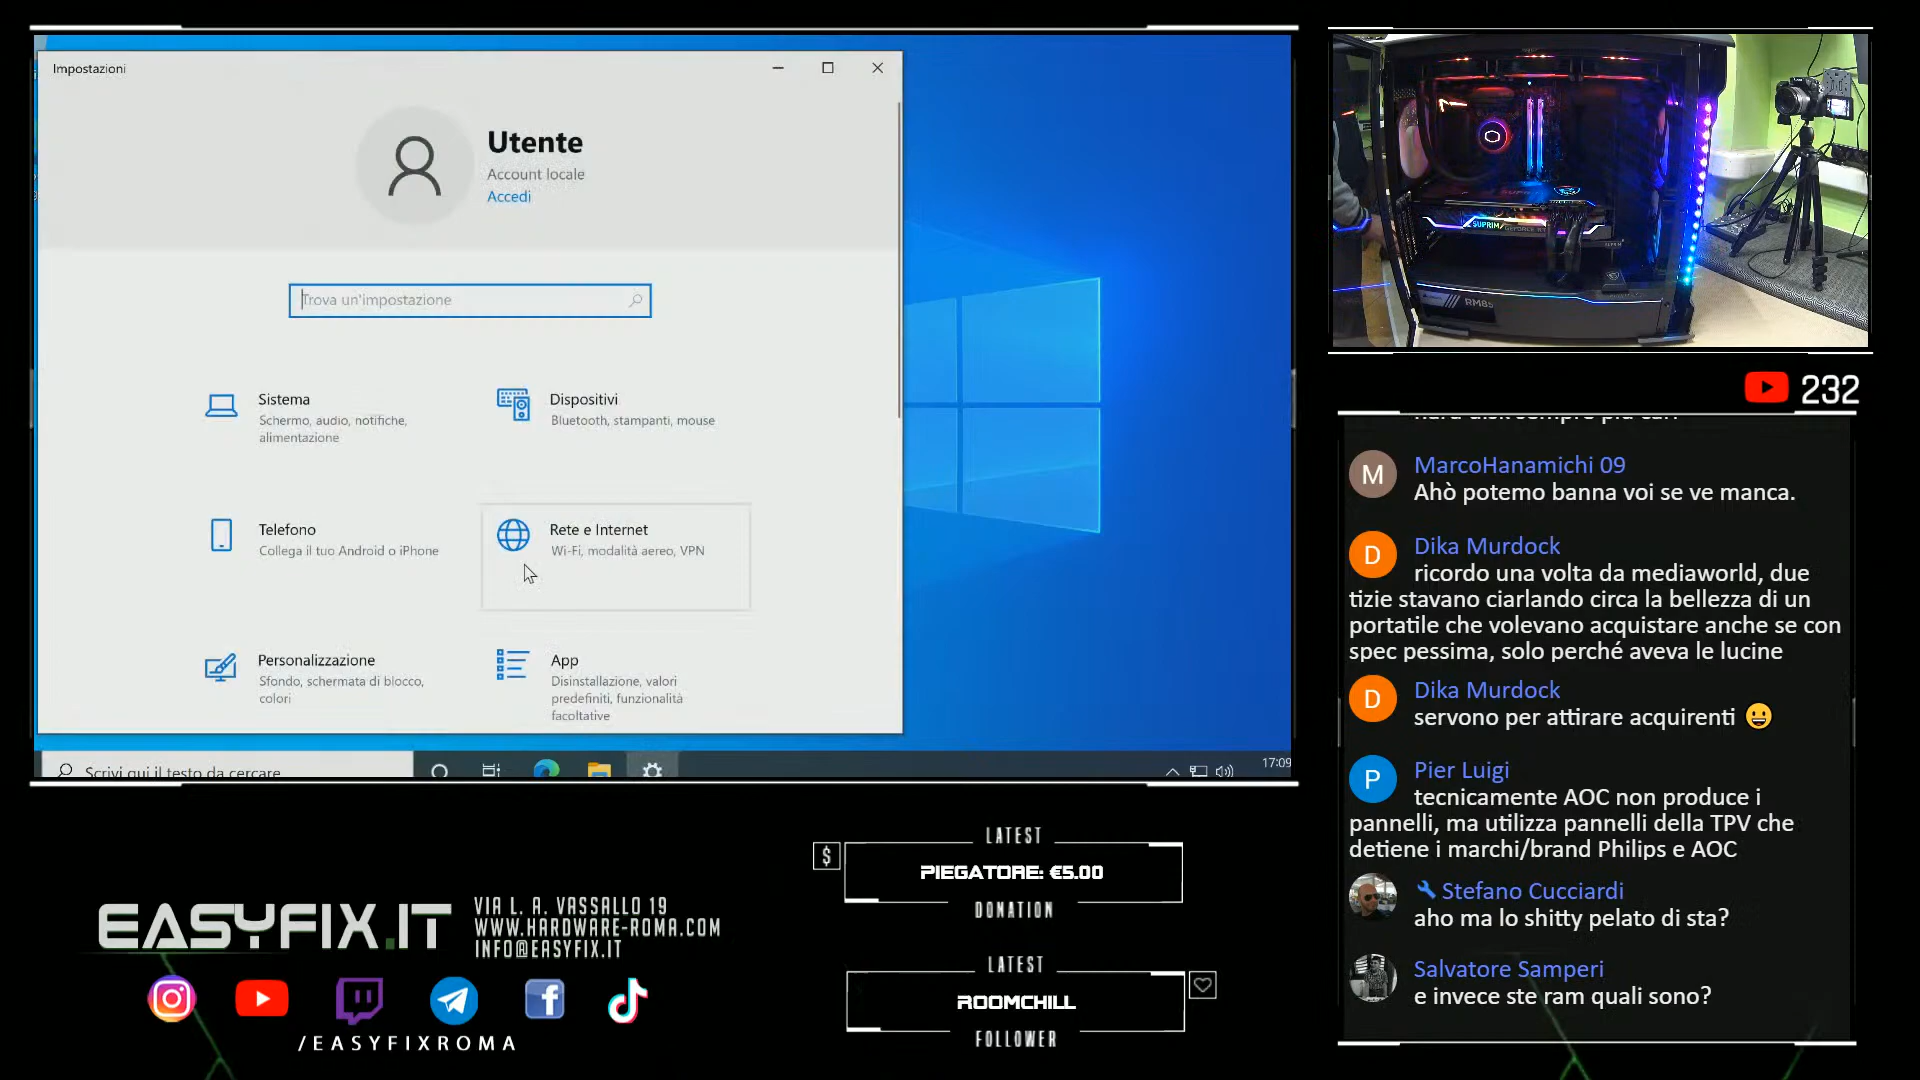 Impostazioni
Utente
Account locale
Accedi
Trova un'impostazione
Sistema
Schermo, audio, notifiche,
alimentazione
Dispositivi
Bluetooth, stampanti, mouse
Telefono
Collega il tuo Android o iPhone
Rete e Internet
Wi-Fi, modalità aereo, VPN
Personalizzazione
Sfondo, schermata di blocco,
colori
App
Disinstallazione, valori
predefiniti, funzionalità
facoltative
Scrivi qui il testo da cercare
17:09
SUPRIM
232
hard disk sempre più cari
M
MarcoHanamichi 09
Ahò potemo banna voi se ve manca.
D
Dika Murdock
ricordo una volta da mediaworld, due
tizie stavano ciarlando circa la bellezza di un
portatile che volevano acquistare anche se con
spec pessima, solo perché aveva le lucine
D
Dika Murdock
servono per attirare acquirenti 😀
P
Pier Luigi
tecnicamente AOC non produce i
pannelli, ma utilizza pannelli della TPV che
detiene i marchi/brand Philips e AOC
Stefano Cucciardi
aho ma lo shitty pelato di sta?
Salvatore Samperi
e invece ste ram quali sono?
EASYFIX.IT
VIA L. A. VASSALLO 19
WWW.HARDWARE-ROMA.COM
INFO@EASYFIX.IT
/EASYFIXROMA
$
LATEST
PIEGATORE: €5.00
DONATION
LATEST
ROOMCHILL
FOLLOWER